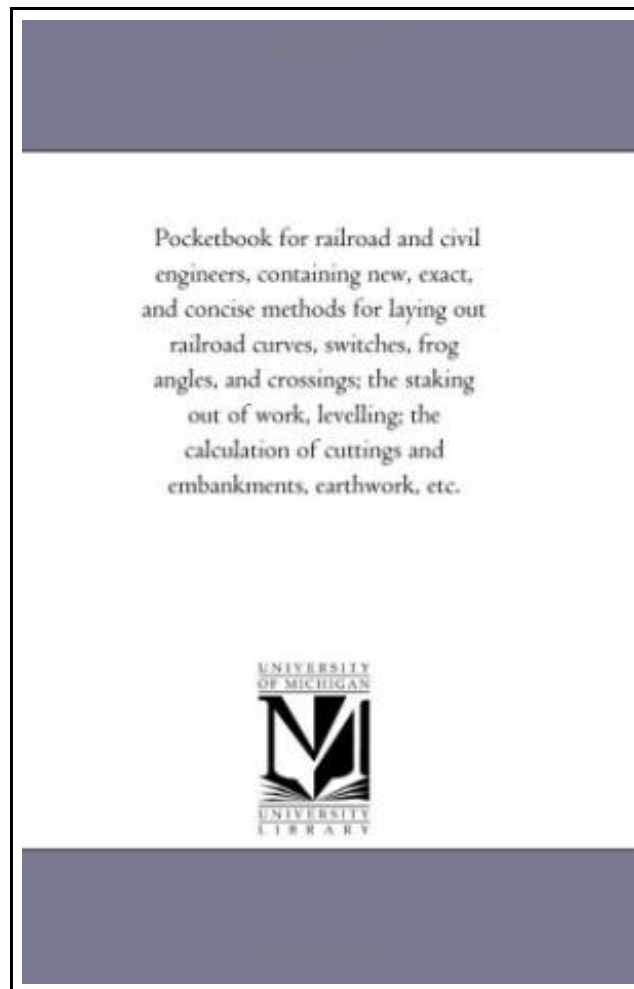 Pocketbook for railroad and civil
engineers, containing new, exact,
and concise methods for laying out
railroad curves, switches, frog
angles, and crossings; the staking
out of work, levelling; the
calculation of cuttings and
embankments, earthwork, etc.
UNIVERSITY
OF MICHIGAN
M
UNIVERSITY
LIBRARY